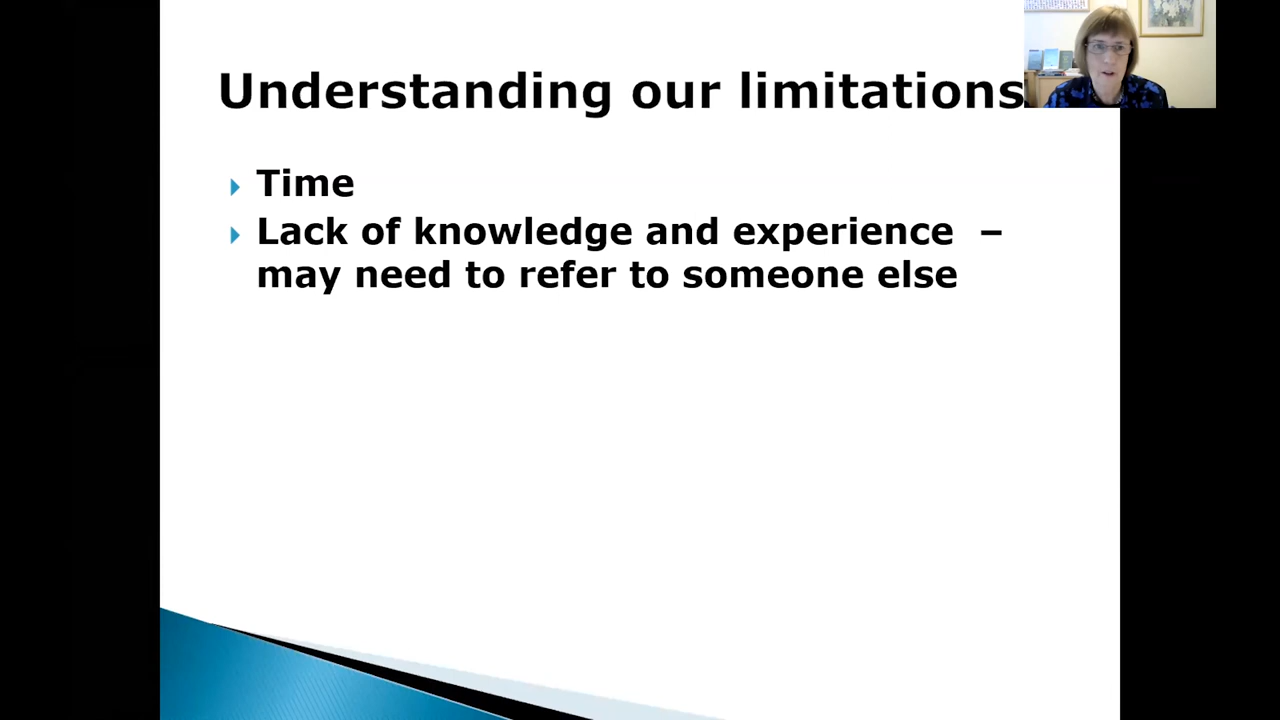 Understanding our limitations
Time
Lack of knowledge and experience –
may need to refer to someone else